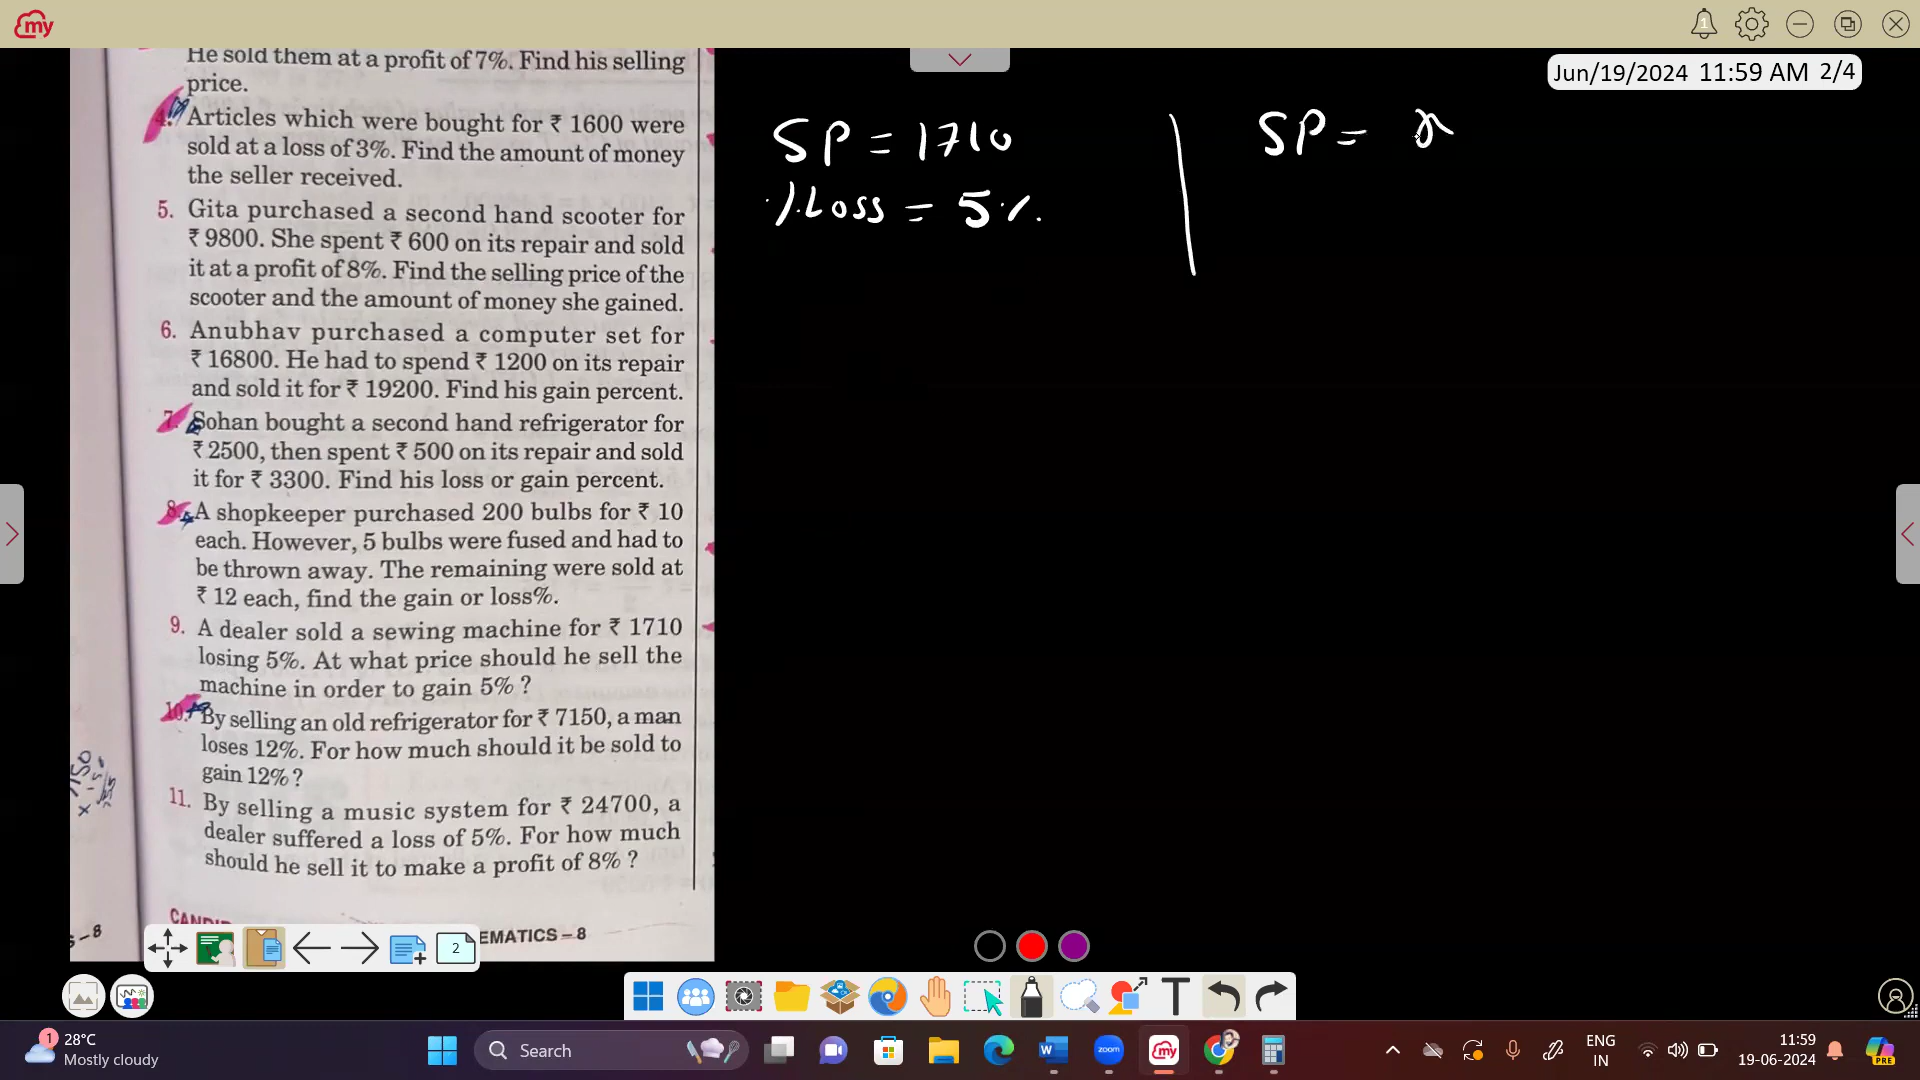 my
Jun/19/2024 11:59 AM 2/4
He sold them at a profit of 7%. Find his selling
price.
4. Articles which were bought for ₹ 1600 were
sold at a loss of 3%. Find the amount of money
the seller received.
5. Gita purchased a second hand scooter for
₹ 9800. She spent ₹ 600 on its repair and sold
it at a profit of 8%. Find the selling price of the
scooter and the amount of money she gained.
6. Anubhav purchased a computer set for
₹ 16800. He had to spend ₹ 1200 on its repair
and sold it for ₹ 19200. Find his gain percent.
7. Sohan bought a second hand refrigerator for
₹ 2500, then spent ₹ 500 on its repair and sold
it for ₹ 3300. Find his loss or gain percent.
8. A shopkeeper purchased 200 bulbs for ₹ 10
each. However, 5 bulbs were fused and had to
be thrown away. The remaining were sold at
₹ 12 each, find the gain or loss%.
9. A dealer sold a sewing machine for ₹ 1710
losing 5%. At what price should he sell the
machine in order to gain 5% ?
10. By selling an old refrigerator for ₹ 7150, a man
loses 12%. For how much should it be sold to
gain 12% ?
11. By selling a music system for ₹ 24700, a
dealer suffered a loss of 5%. For how much
should he sell it to make a profit of 8% ?
EMATICS – 8
– 8
SP = 1710
% Loss = 5%.
SP = x
2
1
28°C
Mostly cloudy
Search
zoom
my
PRE
ENG
IN
11:59
19-06-2024